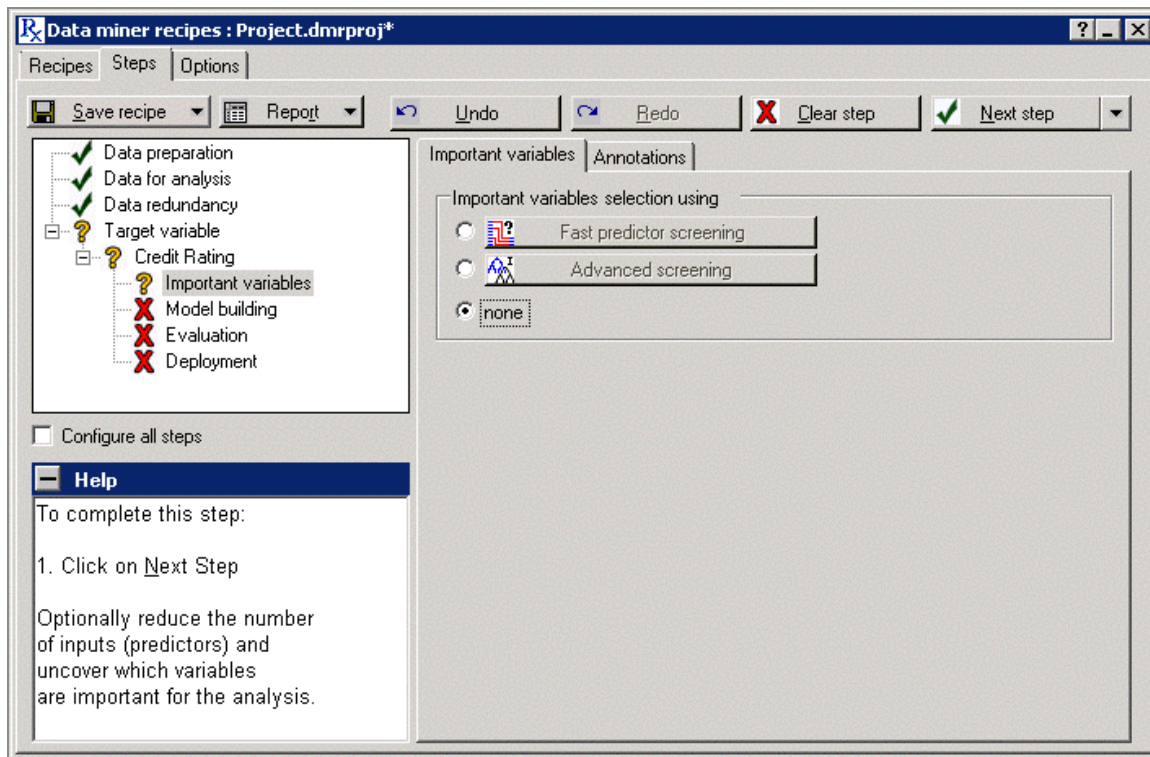 Data miner recipes : Project.dmrproj*
Recipes Steps Options
Save recipe Report Undo Redo Clear step Next step
Data preparation
Data for analysis
Data redundancy
Target variable
Credit Rating
Important variables
Model building
Evaluation
Deployment
Configure all steps
Help
To complete this step:
1. Click on Next Step
Optionally reduce the number
of inputs (predictors) and
uncover which variables
are important for the analysis.
Important variables Annotations
Important variables selection using
Fast predictor screening
Advanced screening
none